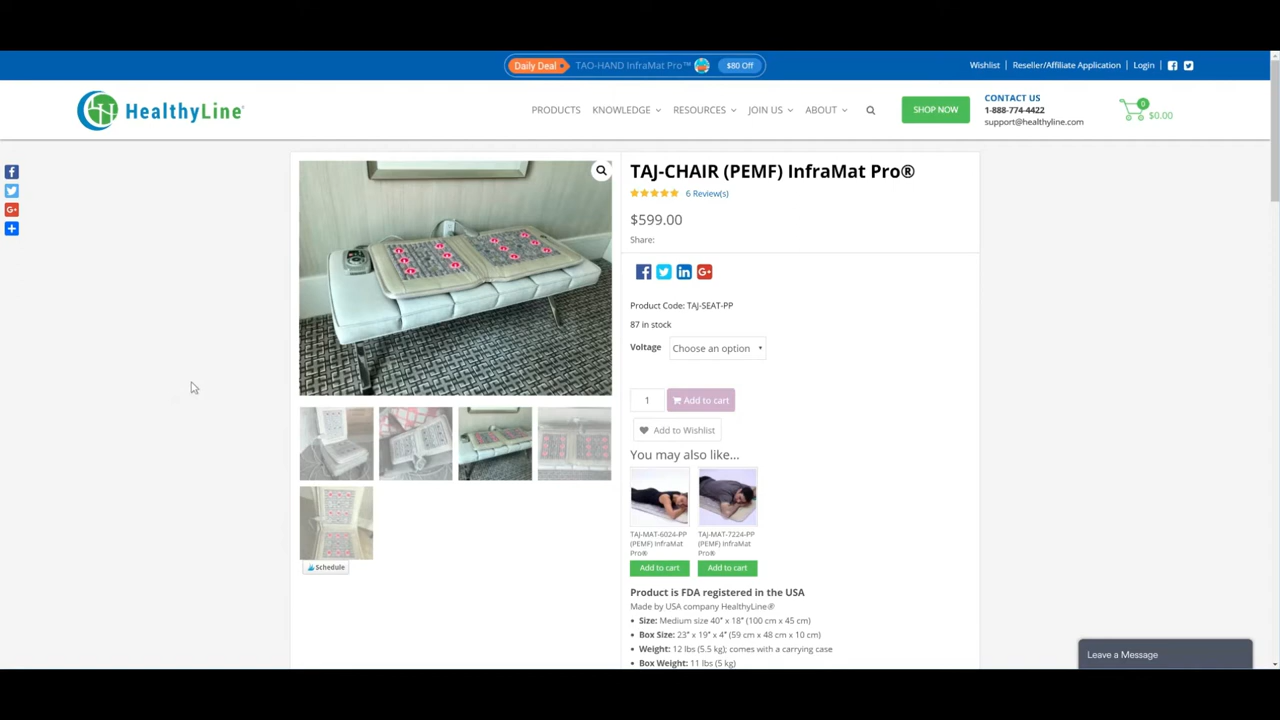 Daily Deal TAO-HAND InfraMat Pro™ $80 Off
Wishlist Reseller/Affiliate Application Login
HealthyLine®
PRODUCTS KNOWLEDGE RESOURCES JOIN US ABOUT
SHOP NOW
CONTACT US
1-888-774-4422
support@healthyline.com
0
$0.00
TAJ-CHAIR (PEMF) InfraMat Pro®
6 Review(s)
$599.00
Share:
Product Code: TAJ-SEAT-PP
87 in stock
Voltage Choose an option
1 Add to cart
Add to Wishlist
You may also like...
TAJ-MAT-6024-PP
(PEMF) InfraMat
Pro®
Add to cart
TAJ-MAT-7224-PP
(PEMF) InfraMat
Pro®
Add to cart
Schedule
Product is FDA registered in the USA
Made by USA company HealthyLine®
• Size: Medium size 40” x 18” (100 cm x 45 cm)
• Box Size: 23” x 19” x 4” (59 cm x 48 cm x 10 cm)
• Weight: 12 lbs (5.5 kg); comes with a carrying case
• Box Weight: 11 lbs (5 kg)
Leave a Message